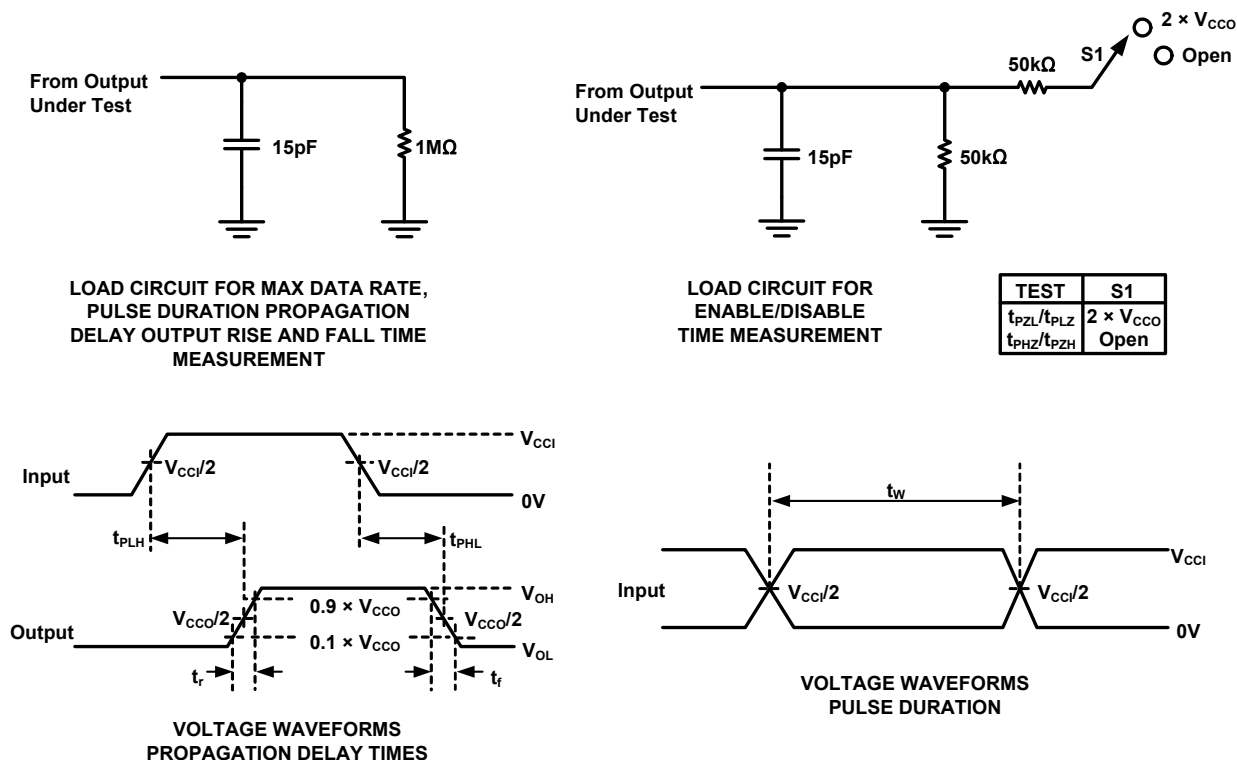 From Output
Under Test
15pF
1MΩ
LOAD CIRCUIT FOR MAX DATA RATE,
PULSE DURATION PROPAGATION
DELAY OUTPUT RISE AND FALL TIME
MEASUREMENT
2 × VCCO
S1
Open
50kΩ
From Output
Under Test
15pF
50kΩ
LOAD CIRCUIT FOR
ENABLE/DISABLE
TIME MEASUREMENT
TEST S1
tPZL/tPLZ 2 × VCCO
tPHZ/tPZH Open
VCCI
Input
VCCI/2
VCCI/2
0V
tPLH
tPHL
VOH
0.9 × VCCO
VCCO/2
VCCO/2
Output
0.1 × VCCO
VOL
tr
tf
VOLTAGE WAVEFORMS
PROPAGATION DELAY TIMES
tW
VCCI
Input
VCCI/2
VCCI/2
0V
VOLTAGE WAVEFORMS
PULSE DURATION